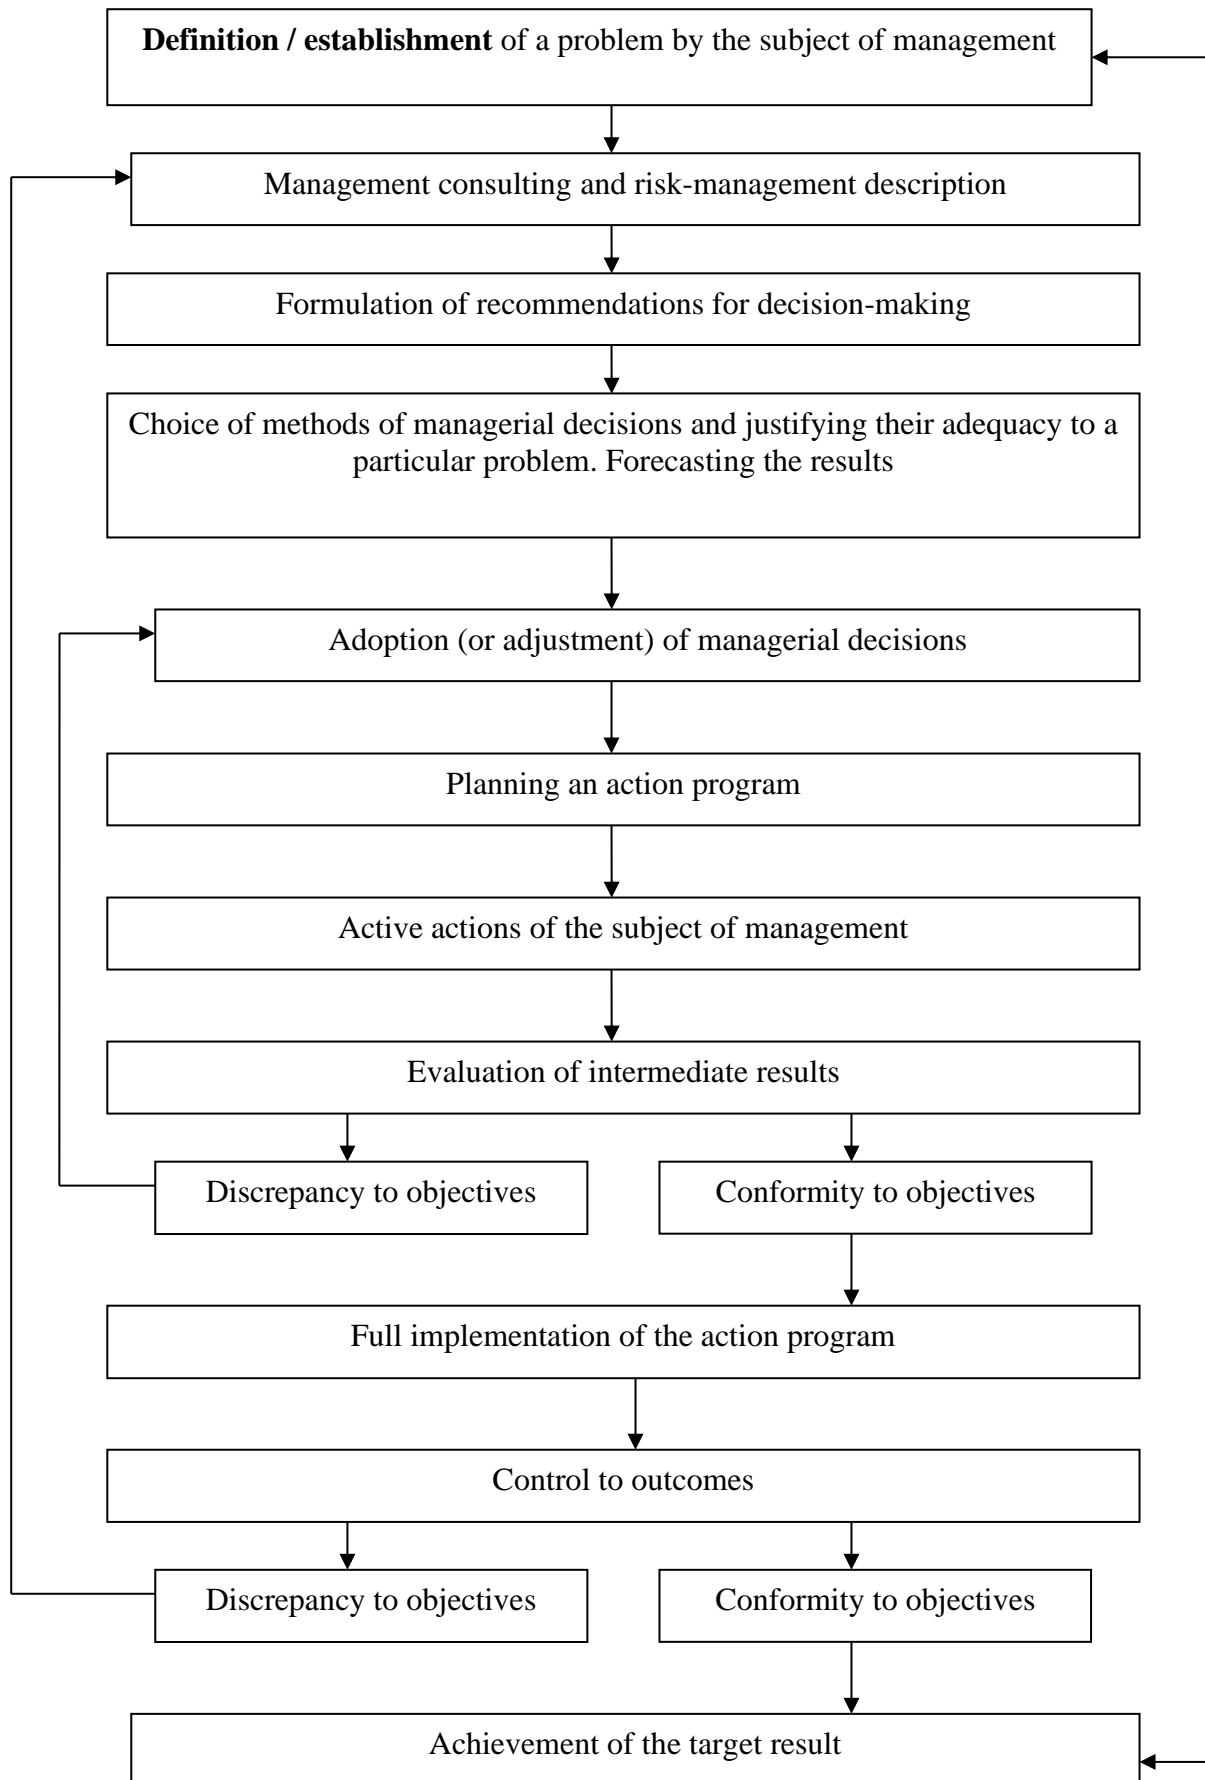 Definition / establishment of a problem by the subject of management
Management consulting and risk-management description
Formulation of recommendations for decision-making
Choice of methods of managerial decisions and justifying their adequacy to a
particular problem. Forecasting the results
Adoption (or adjustment) of managerial decisions
Planning an action program
Active actions of the subject of management
Evaluation of intermediate results
Discrepancy to objectives
Conformity to objectives
Full implementation of the action program
Control to outcomes
Discrepancy to objectives
Conformity to objectives
Achievement of the target result